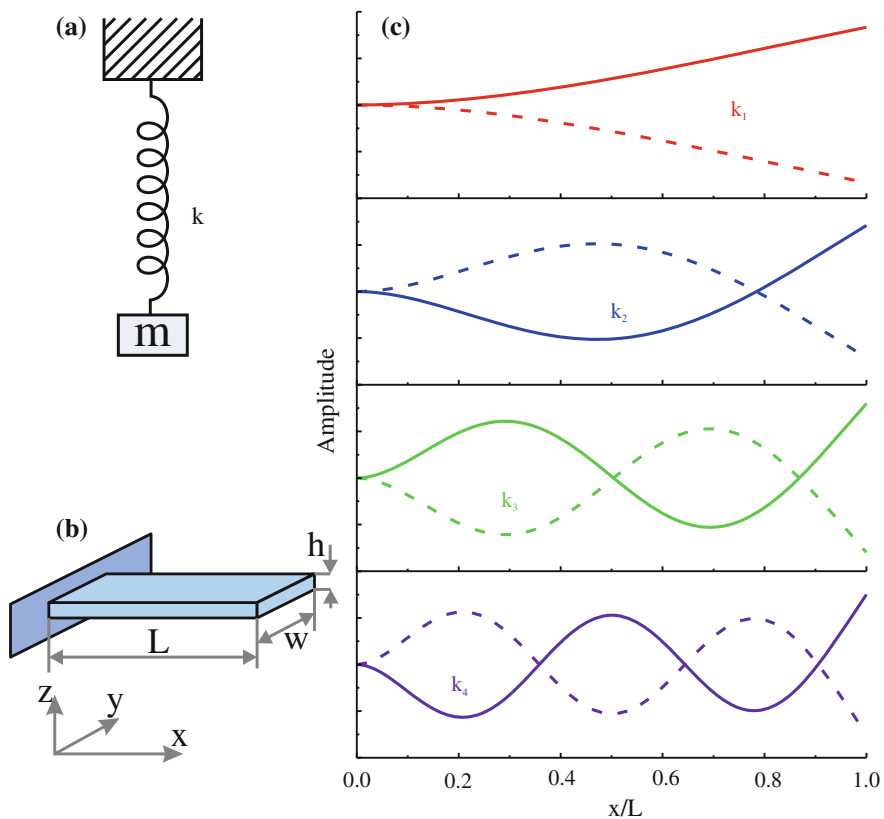 (a)
k
m
(b)
h
L
w
z
y
x
(c)
Amplitude
k₁
k₂
k₃
k₄
0.0 0.2 0.4 0.6 0.8 1.0
x/L